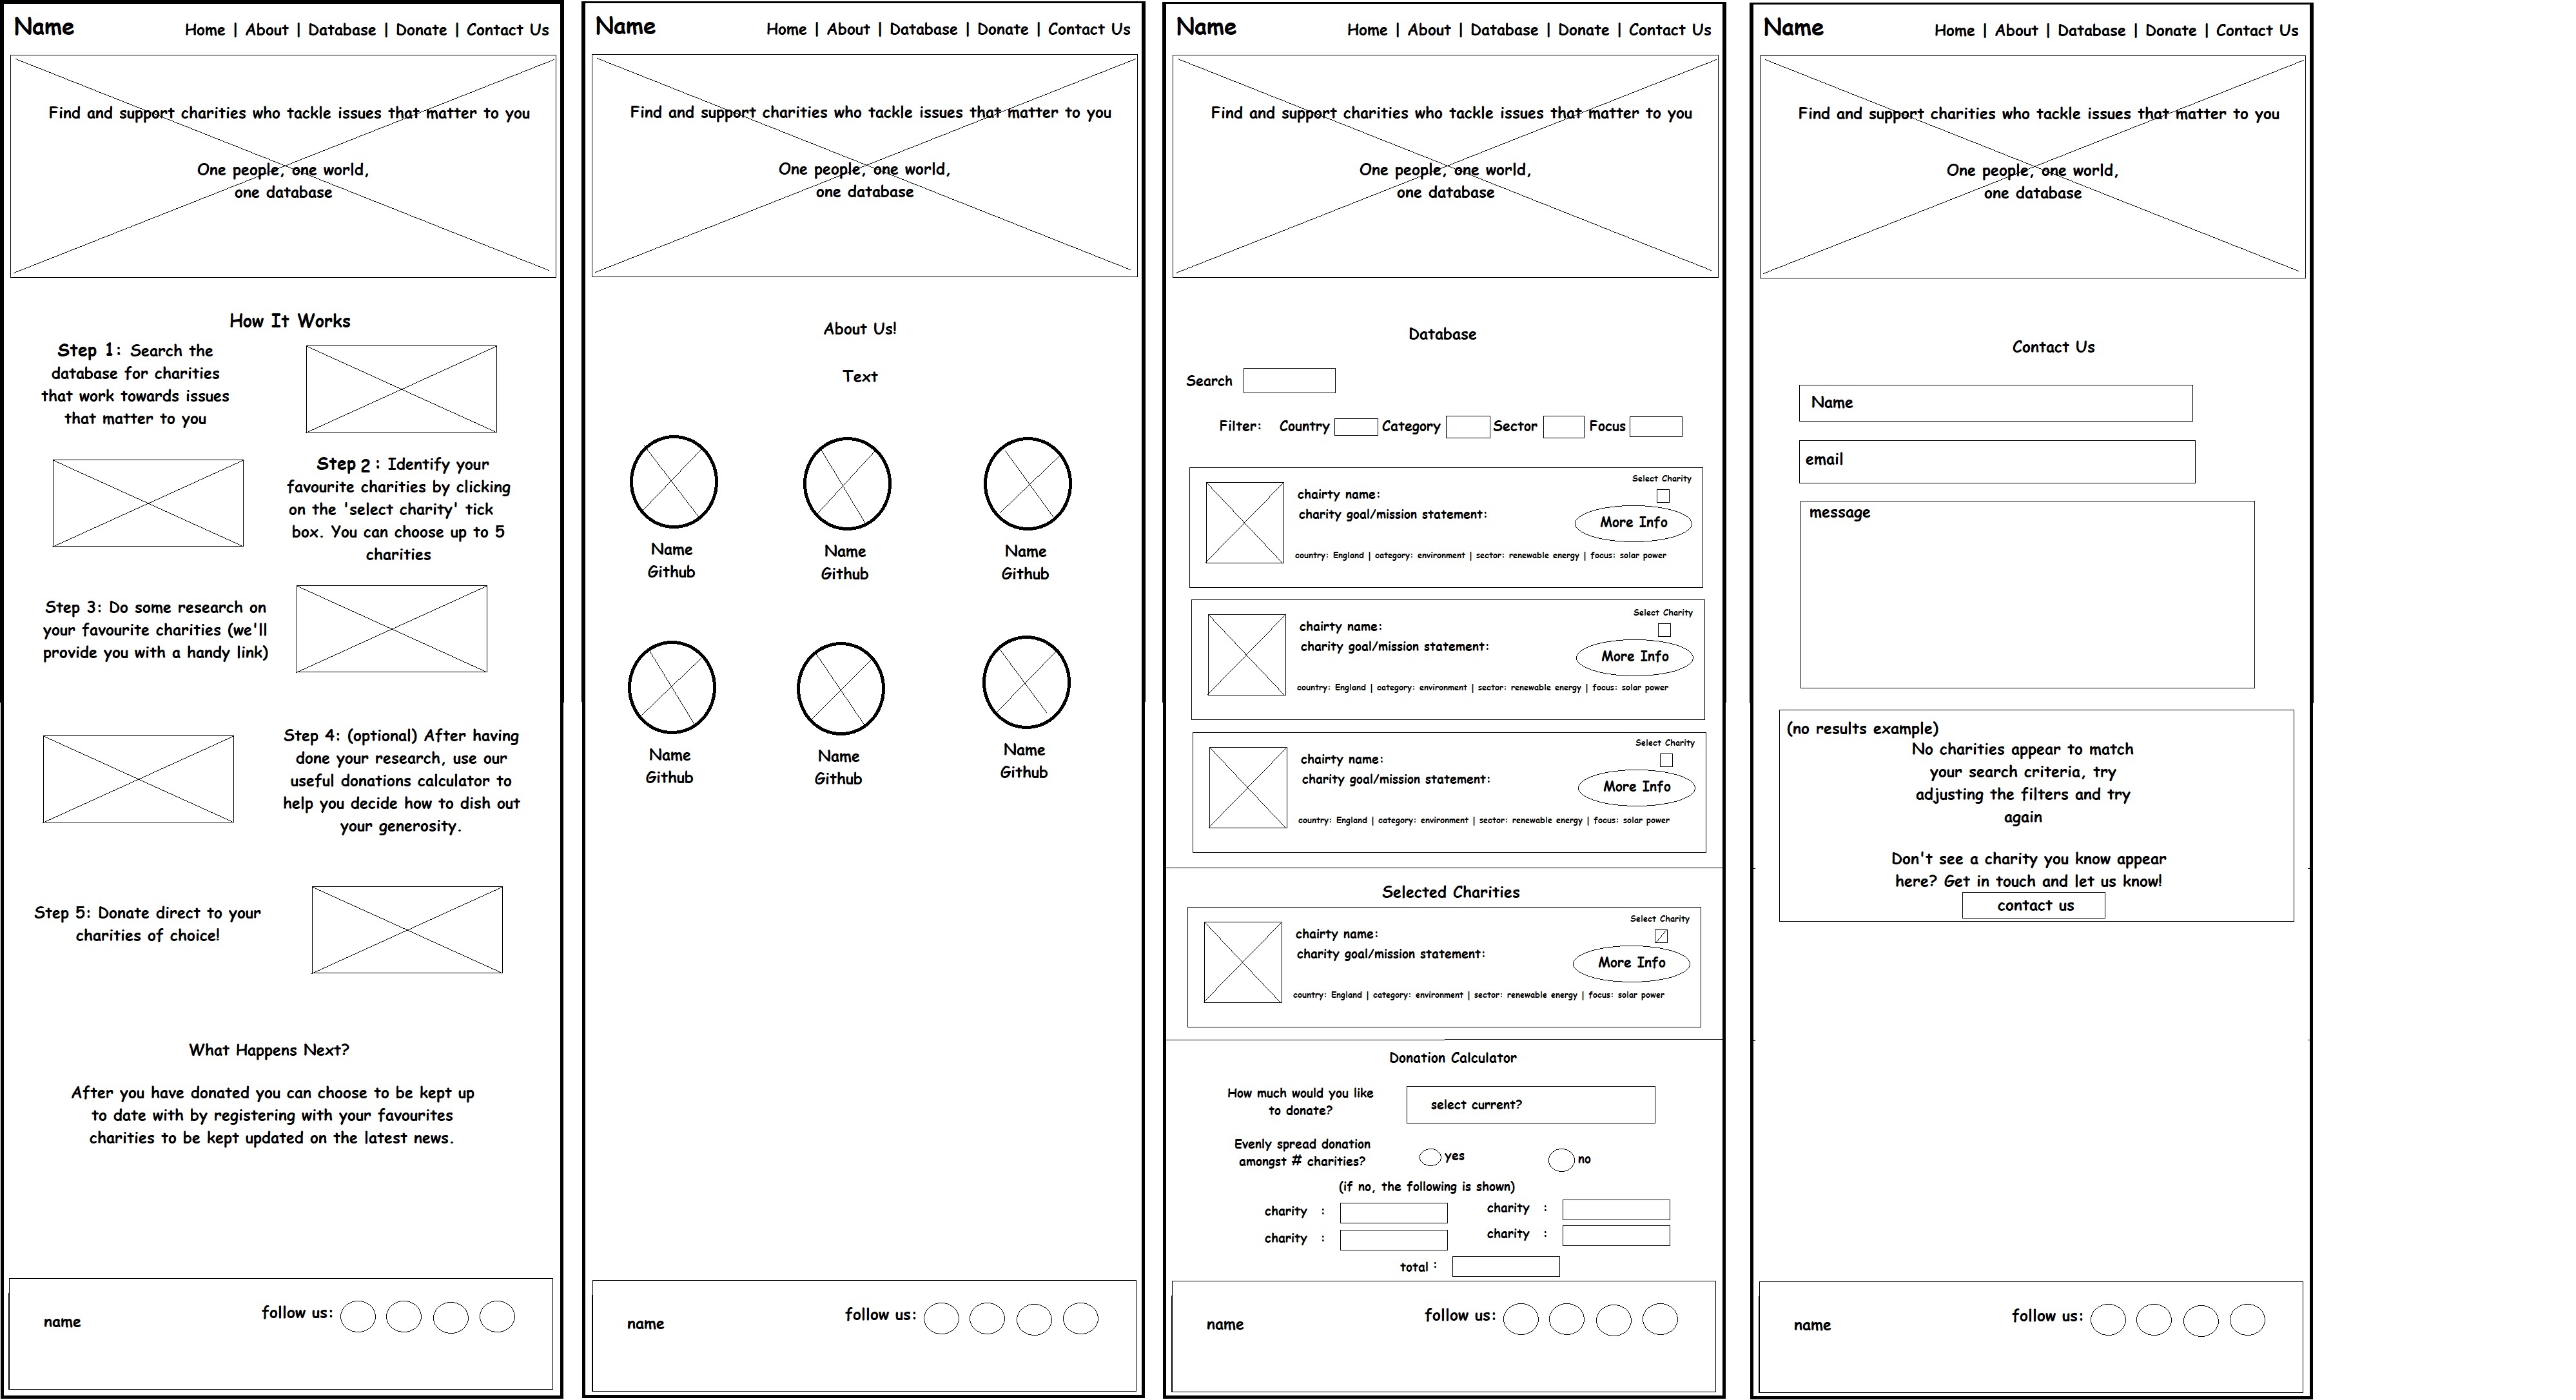 Name
Home | About | Database | Donate | Contact Us
Find and support charities who tackle issues that matter to you
One people, one world,
one database
How It Works
Step 1: Search the
database for charities
that work towards issues
that matter to you
Step 2: Identify your
favourite charities by clicking
on the 'select charity' tick
box. You can choose up to 5
charities
Step 3: Do some research on
your favourite charities (we'll
provide you with a handy link)
Step 4: (optional) After having
done your research, use our
useful donations calculator to
help you decide how to dish out
your generosity.
Step 5: Donate direct to your
charities of choice!
What Happens Next?
After you have donated you can choose to be kept up
to date with by registering with your favourites
charities to be kept updated on the latest news.
name
follow us:
Name
Home | About | Database | Donate | Contact Us
Find and support charities who tackle issues that matter to you
One people, one world,
one database
About Us!
Text
Name
Github
Name
Github
Name
Github
Name
Github
Name
Github
Name
Github
name
follow us:
Name
Home | About | Database | Donate | Contact Us
Find and support charities who tackle issues that matter to you
One people, one world,
one database
Database
Search
Filter: Country Category Sector Focus
Select Charity
chairty name:
charity goal/mission statement:
More Info
country: England | category: environment | sector: renewable energy | focus: solar power
Select Charity
chairty name:
charity goal/mission statement:
More Info
country: England | category: environment | sector: renewable energy | focus: solar power
Select Charity
chairty name:
charity goal/mission statement:
More Info
country: England | category: environment | sector: renewable energy | focus: solar power
Selected Charities
Select Charity
chairty name:
charity goal/mission statement:
More Info
country: England | category: environment | sector: renewable energy | focus: solar power
Donation Calculator
How much would you like
to donate?
select current?
Evenly spread donation
amongst # charities?
yes
no
(if no, the following is shown)
charity :
charity :
charity :
charity :
total :
name
follow us:
Name
Home | About | Database | Donate | Contact Us
Find and support charities who tackle issues that matter to you
One people, one world,
one database
Contact Us
Name
email
message
(no results example)
No charities appear to match
your search criteria, try
adjusting the filters and try
again
Don't see a charity you know appear
here? Get in touch and let us know!
contact us
name
follow us: